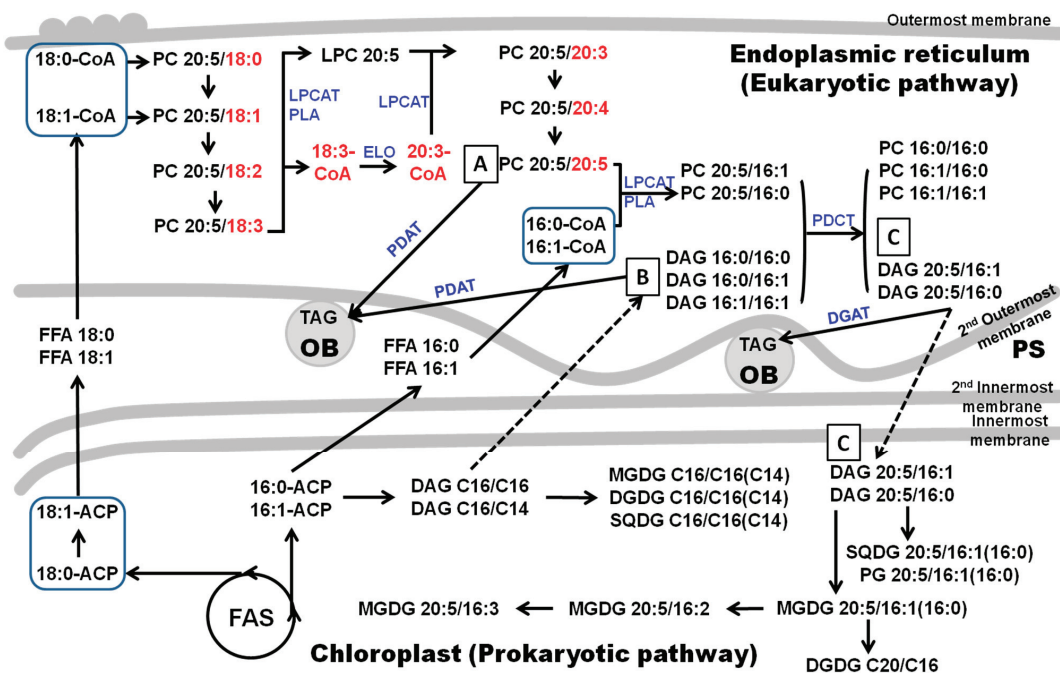 Outermost membrane
Endoplasmic reticulum
(Eukaryotic pathway)
18:0-CoA
18:1-CoA
PC 20:5/18:0
PC 20:5/18:1
PC 20:5/18:2
PC 20:5/18:3
LPC 20:5
LPCAT
PLA
LPCAT
18:3-
CoA
ELO
20:3-
CoA
PC 20:5/20:3
PC 20:5/20:4
A
PC 20:5/20:5
LPCAT
PLA
16:0-CoA
16:1-CoA
PC 20:5/16:1
PC 20:5/16:0
PDCT
PC 16:0/16:0
PC 16:1/16:0
PC 16:1/16:1
C
DAG 20:5/16:1
DAG 20:5/16:0
B
DAG 16:0/16:0
DAG 16:0/16:1
DAG 16:1/16:1
PDAT
PDAT
DGAT
TAG
OB
TAG
OB
2nd Outermost
membrane
PS
2nd Innermost
membrane
Innermost
membrane
FFA 18:0
FFA 18:1
FFA 16:0
FFA 16:1
18:1-ACP
18:0-ACP
FAS
16:0-ACP
16:1-ACP
DAG C16/C16
DAG C16/C14
MGDG C16/C16(C14)
DGDG C16/C16(C14)
SQDG C16/C16(C14)
C
DAG 20:5/16:1
DAG 20:5/16:0
SQDG 20:5/16:1(16:0)
PG 20:5/16:1(16:0)
MGDG 20:5/16:3
MGDG 20:5/16:2
MGDG 20:5/16:1(16:0)
DGDG C20/C16
Chloroplast (Prokaryotic pathway)